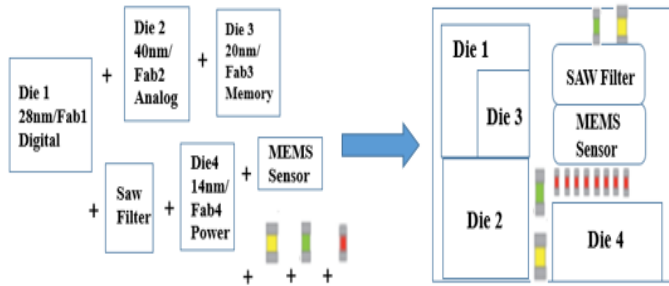 Die 1
28nm/Fab1
Digital
+
Die 2
40nm/
Fab2
Analog
+
Die 3
20nm/
Fab3
Memory
+
Saw
Filter
+
Die4
14nm/
Fab4
Power
+
MEMS
Sensor
+
+
+
Die 1
Die 3
Die 2
SAW Filter
MEMS
Sensor
Die 4